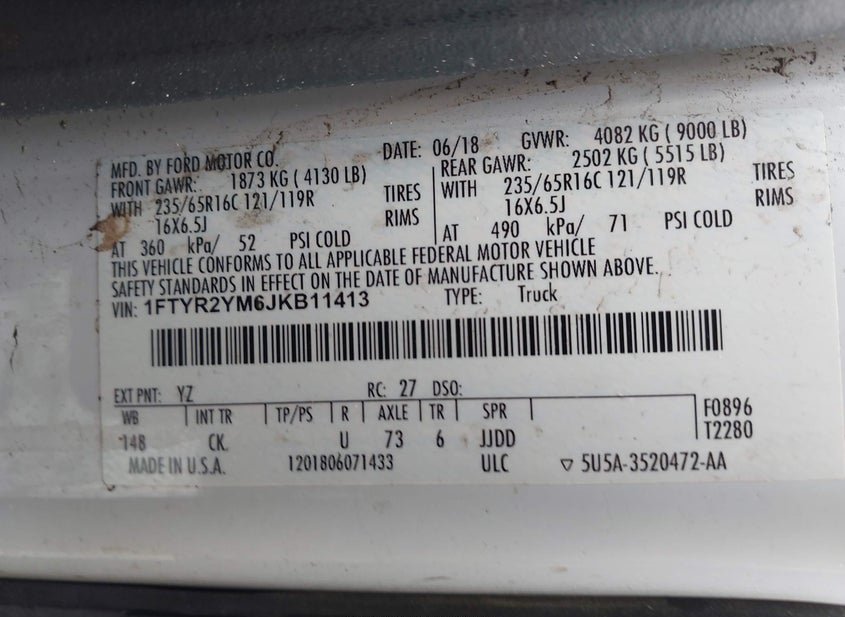 MFD. BY FORD MOTOR CO.
DATE: 06/18 GVWR: 4082 KG ( 9000 LB)
FRONT GAWR: 1873 KG ( 4130 LB)
REAR GAWR: 2502 KG ( 5515 LB)
WITH 235/65R16C 121/119R TIRES
WITH 235/65R16C 121/119R TIRES
16X6.5J RIMS
16X6.5J RIMS
AT 360 kPa/ 52 PSI COLD
AT 490 kPa/ 71 PSI COLD
THIS VEHICLE CONFORMS TO ALL APPLICABLE FEDERAL MOTOR VEHICLE
SAFETY STANDARDS IN EFFECT ON THE DATE OF MANUFACTURE SHOWN ABOVE.
VIN: 1FTYR2YM6JKB11413 TYPE: Truck
EXT PNT: YZ RC: 27 DSO:
WB INT TR TP/PS R AXLE TR SPR F0896
148 CK U 73 6 JJDD T2280
MADE IN U.S.A. 1201806071433 ULC ▽ 5U5A-3520472-AA